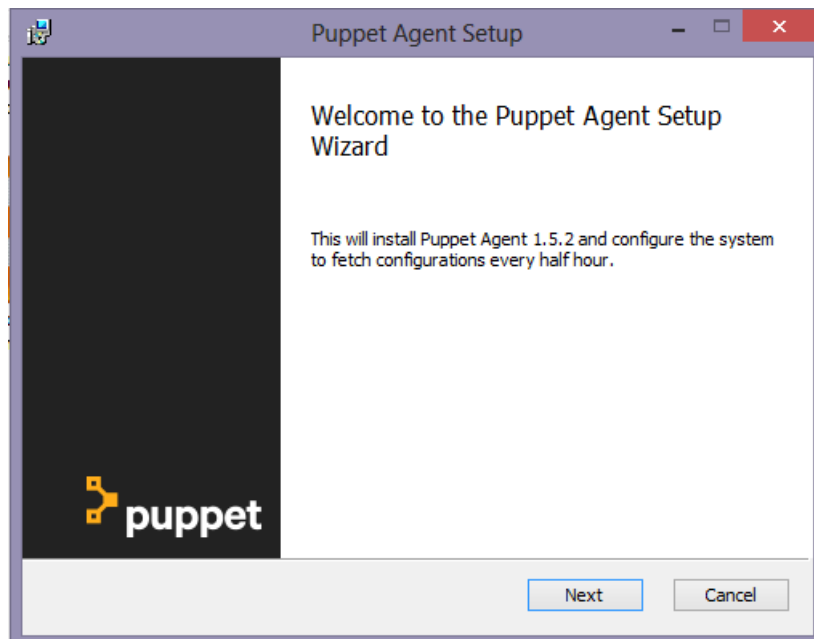 Puppet Agent Setup
Welcome to the Puppet Agent Setup
Wizard
This will install Puppet Agent 1.5.2 and configure the system
to fetch configurations every half hour.
puppet
Next Cancel